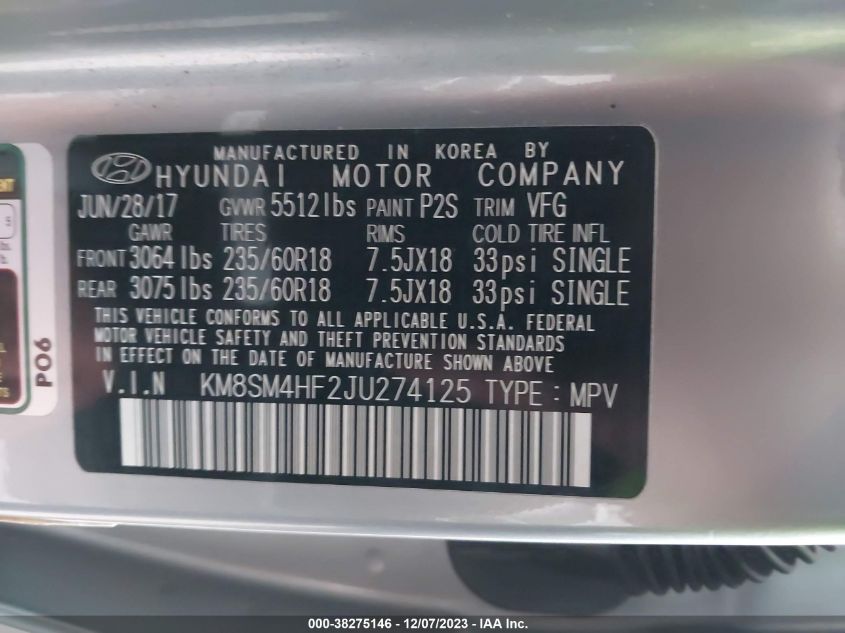 MANUFACTURED IN KOREA BY
HYUNDAI MOTOR COMPANY
JUN/28/17 GVWR 5512lbs PAINT P2S TRIM VFG
GAWR TIRES RIMS COLD TIRE INFL
FRONT 3064lbs 235/60R18 7.5JX18 33psi SINGLE
REAR 3075lbs 235/60R18 7.5JX18 33psi SINGLE
THIS VEHICLE CONFORMS TO ALL APPLICABLE U.S.A. FEDERAL
MOTOR VEHICLE SAFETY AND THEFT PREVENTION STANDARDS
IN EFFECT ON THE DATE OF MANUFACTURE SHOWN ABOVE
V.I.N KM8SM4HF2JU274125 TYPE : MPV
PO6
000-38275146 - 12/07/2023 - Copyright IAA, Inc.